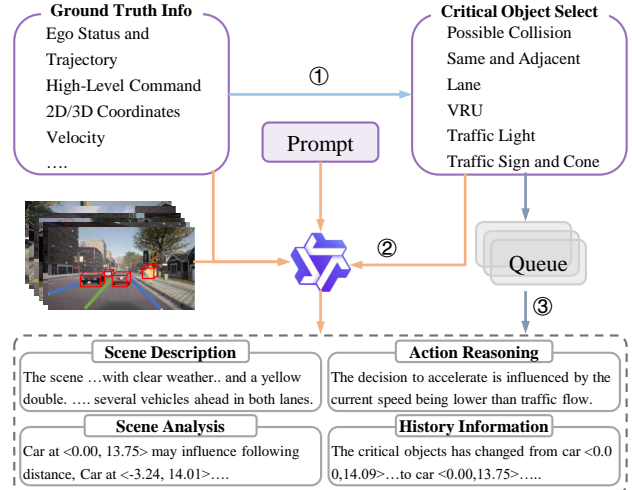 Ground Truth Info
Ego Status and
Trajectory
High-Level Command
2D/3D Coordinates
Velocity
....
①
Critical Object Select
Possible Collision
Same and Adjacent
Lane
VRU
Traffic Light
Traffic Sign and Cone
Prompt
②
Queue
③
Scene Description
The scene …with clear weather.. and a yellow
double. …. several vehicles ahead in both lanes.
Action Reasoning
The decision to accelerate is influenced by the
current speed being lower than traffic flow.
Scene Analysis
Car at <0.00, 13.75> may influence following
distance, Car at <-3.24, 14.01>….
History Information
The critical objects has changed from car <0.0
0,14.09>…to car <0.00,13.75>…..